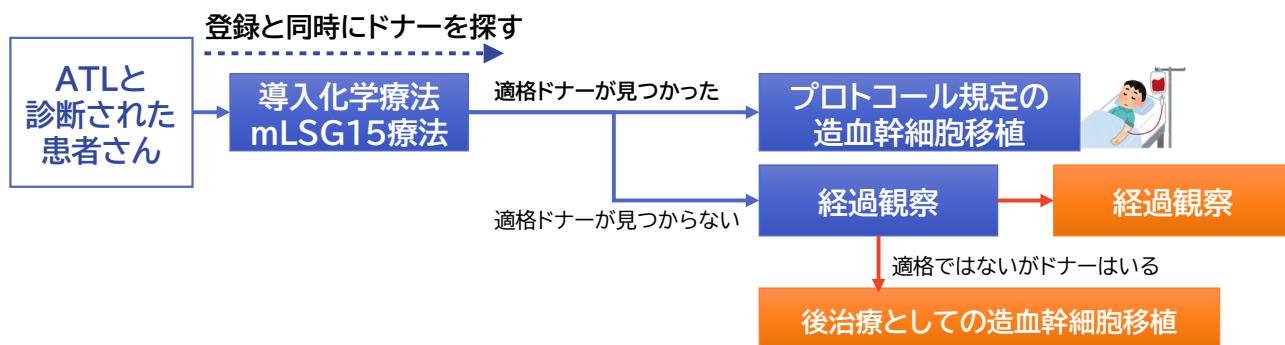 登録と同時にドナーを探す
ATLと
診断された
患者さん
導入化学療法
mLSG15療法
適格ドナーが見つかった
プロトコール規定の
造血幹細胞移植
適格ドナーが見つからない
経過観察
経過観察
適格ではないがドナーはいる
後治療としての造血幹細胞移植